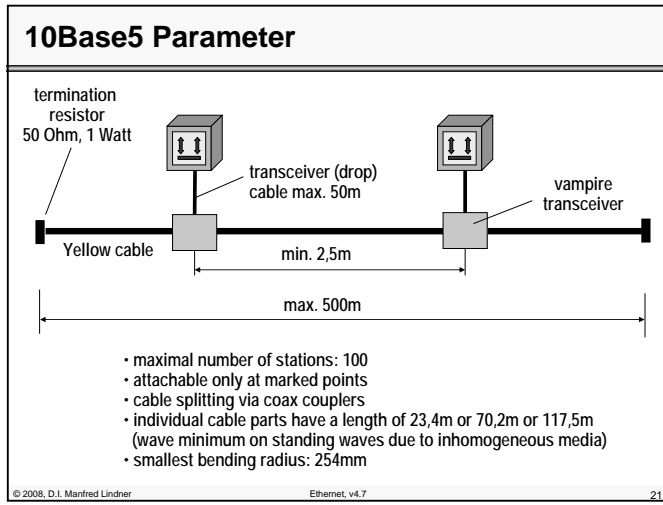 10Base5 Parameter
termination
resistor
50 Ohm, 1 Watt
transceiver (drop)
cable max. 50m
vampire
transceiver
Yellow cable
min. 2,5m
max. 500m
• maximal number of stations: 100
• attachable only at marked points
• cable splitting via coax couplers
• individual cable parts have a length of 23,4m or 70,2m or 117,5m
(wave minimum on standing waves due to inhomogeneous media)
• smallest bending radius: 254mm
© 2008, D.I. Manfred Lindner
Ethernet, v4.7
21